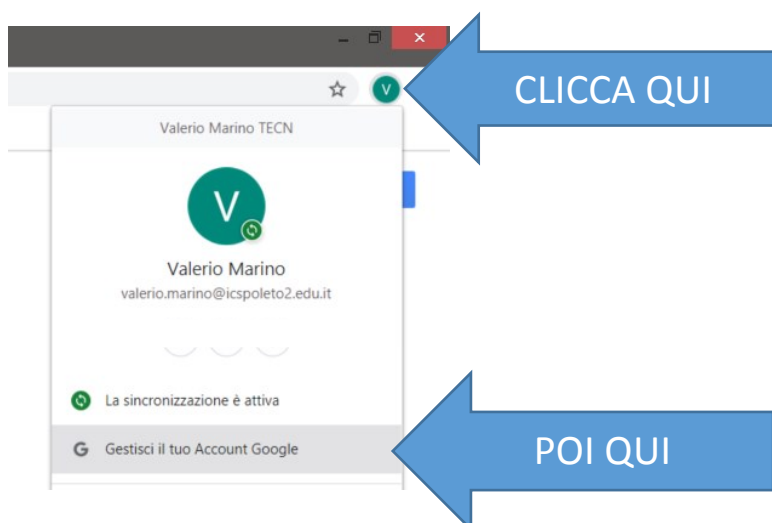 CLICCA QUI
V
Valerio Marino TECN
V
Valerio Marino
valerio.marino@icspoleto2.edu.it
La sincronizzazione è attiva
G Gestisci il tuo Account Google
POI QUI